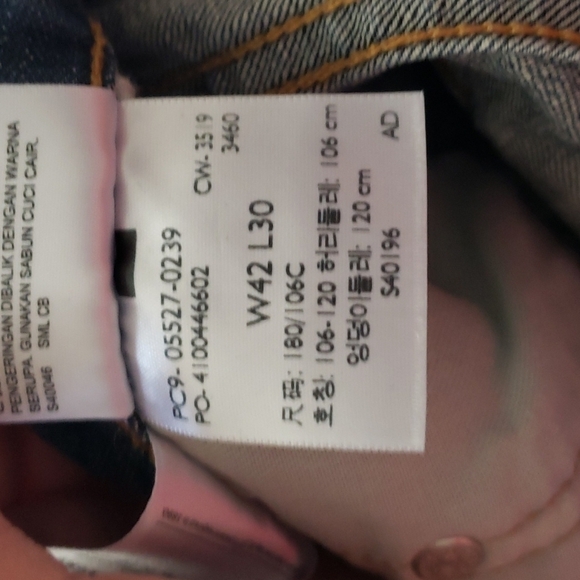 PENGERINGAN DIBALIK DENGAN WARNA
SERUPA. GUNAKAN SABUN CUCI CAIR.
S40046 SML CB
PC9- 05527-0239
PO- 4100446602
CW- 3519
3460
W42 L30
尺码: 180/106C
호칭: 106-120 허리둘레: 106 cm
엉덩이둘레: 120 cm
S40196
AD